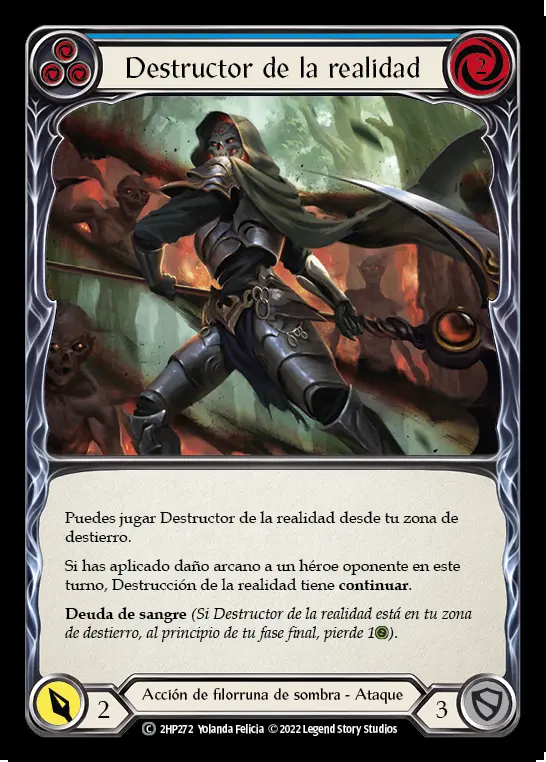 Destructor de la realidad
2
Puedes jugar Destructor de la realidad desde tu zona de
destierro.
Si has aplicado daño arcano a un héroe oponente en este
turno, Destrucción de la realidad tiene continuar.
Deuda de sangre (Si Destructor de la realidad está en tu zona
de destierro, al principio de tu fase final, pierde 1).
2
Acción de filorruna de sombra - Ataque
3
C 2HP272 Yolanda Felicia © 2022 Legend Story Studios